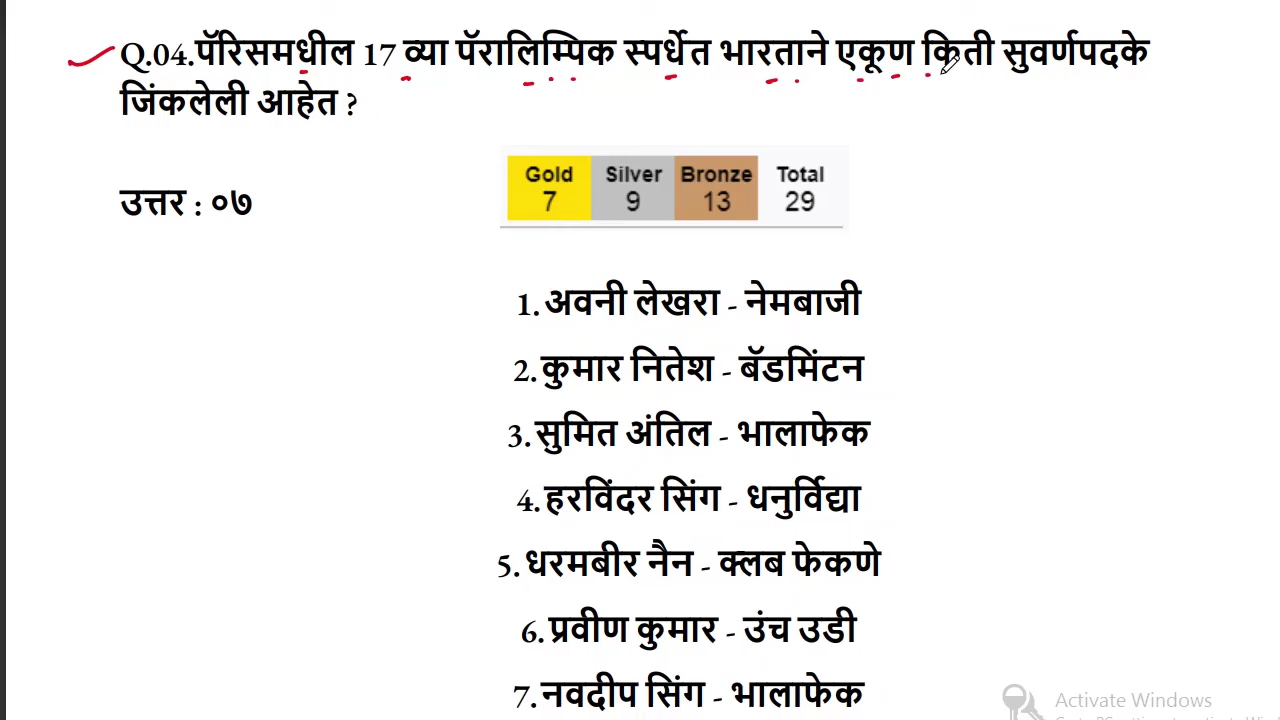 Q.04.पॅरिसमधील 17 व्या पॅरालिम्पिक स्पर्धेत भारताने एकूण किती सुवर्णपदके
जिंकलेली आहेत ?
उत्तर : ०७
Gold Silver Bronze Total
7 9 13 29
1. अवनी लेखरा - नेमबाजी
2. कुमार नितेश - बॅडमिंटन
3. सुमित अंतिल - भालाफेक
4. हरविंदर सिंग - धनुर्विद्या
5. धरमबीर नैन - क्लब फेकणे
6. प्रवीण कुमार - उंच उडी
7. नवदीप सिंग - भालाफेक
Activate Windows